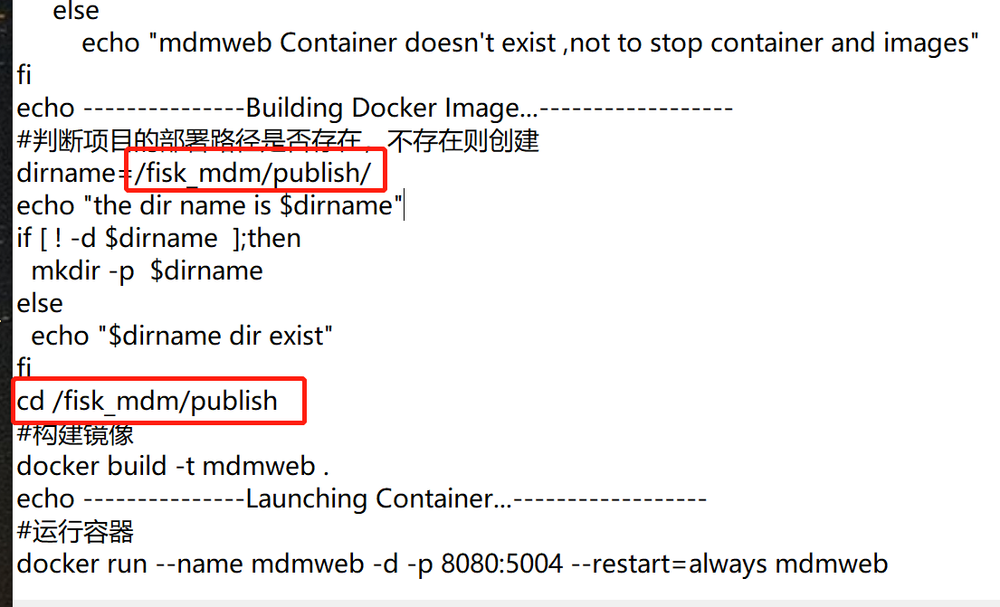 else
echo "mdmweb Container doesn't exist ,not to stop container and images"
fi
echo ---------------Building Docker Image...------------------
#判断项目的部署路径是否存在，不存在则创建
dirname=/fisk_mdm/publish/
echo "the dir name is $dirname"
if [ ! -d $dirname  ];then
mkdir -p  $dirname
else
echo "$dirname dir exist"
fi
cd /fisk_mdm/publish
#构建镜像
docker build -t mdmweb .
echo ---------------Launching Container...------------------
#运行容器
docker run --name mdmweb -d -p 8080:5004 --restart=always mdmweb